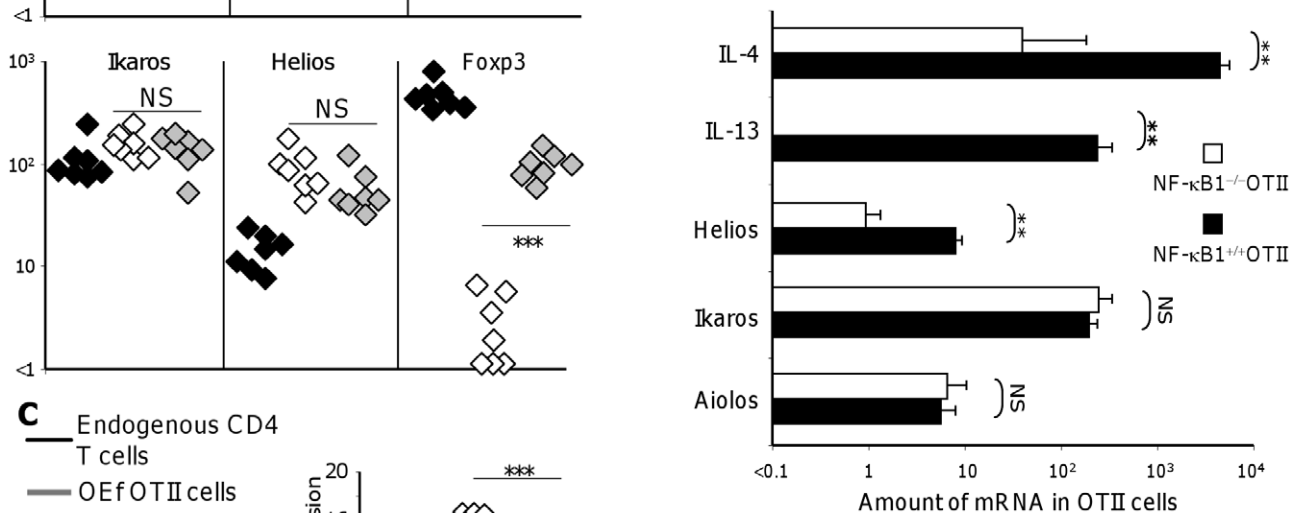 <1
10³
Ikaros
Helios
Foxp3
NS
NS
10²
10
***
<1
C
Endogenous CD4
T cells
OEf OTII cells
20
***
IL-4
**
IL-13
**
NF-κB1⁻/⁻OTII
Helios
**
NF-κB1⁺/⁺OTII
Ikaros
NS
Aiolos
NS
<0.1
1
10
10²
10³
10⁴
Amount of mRNA in OTII cells